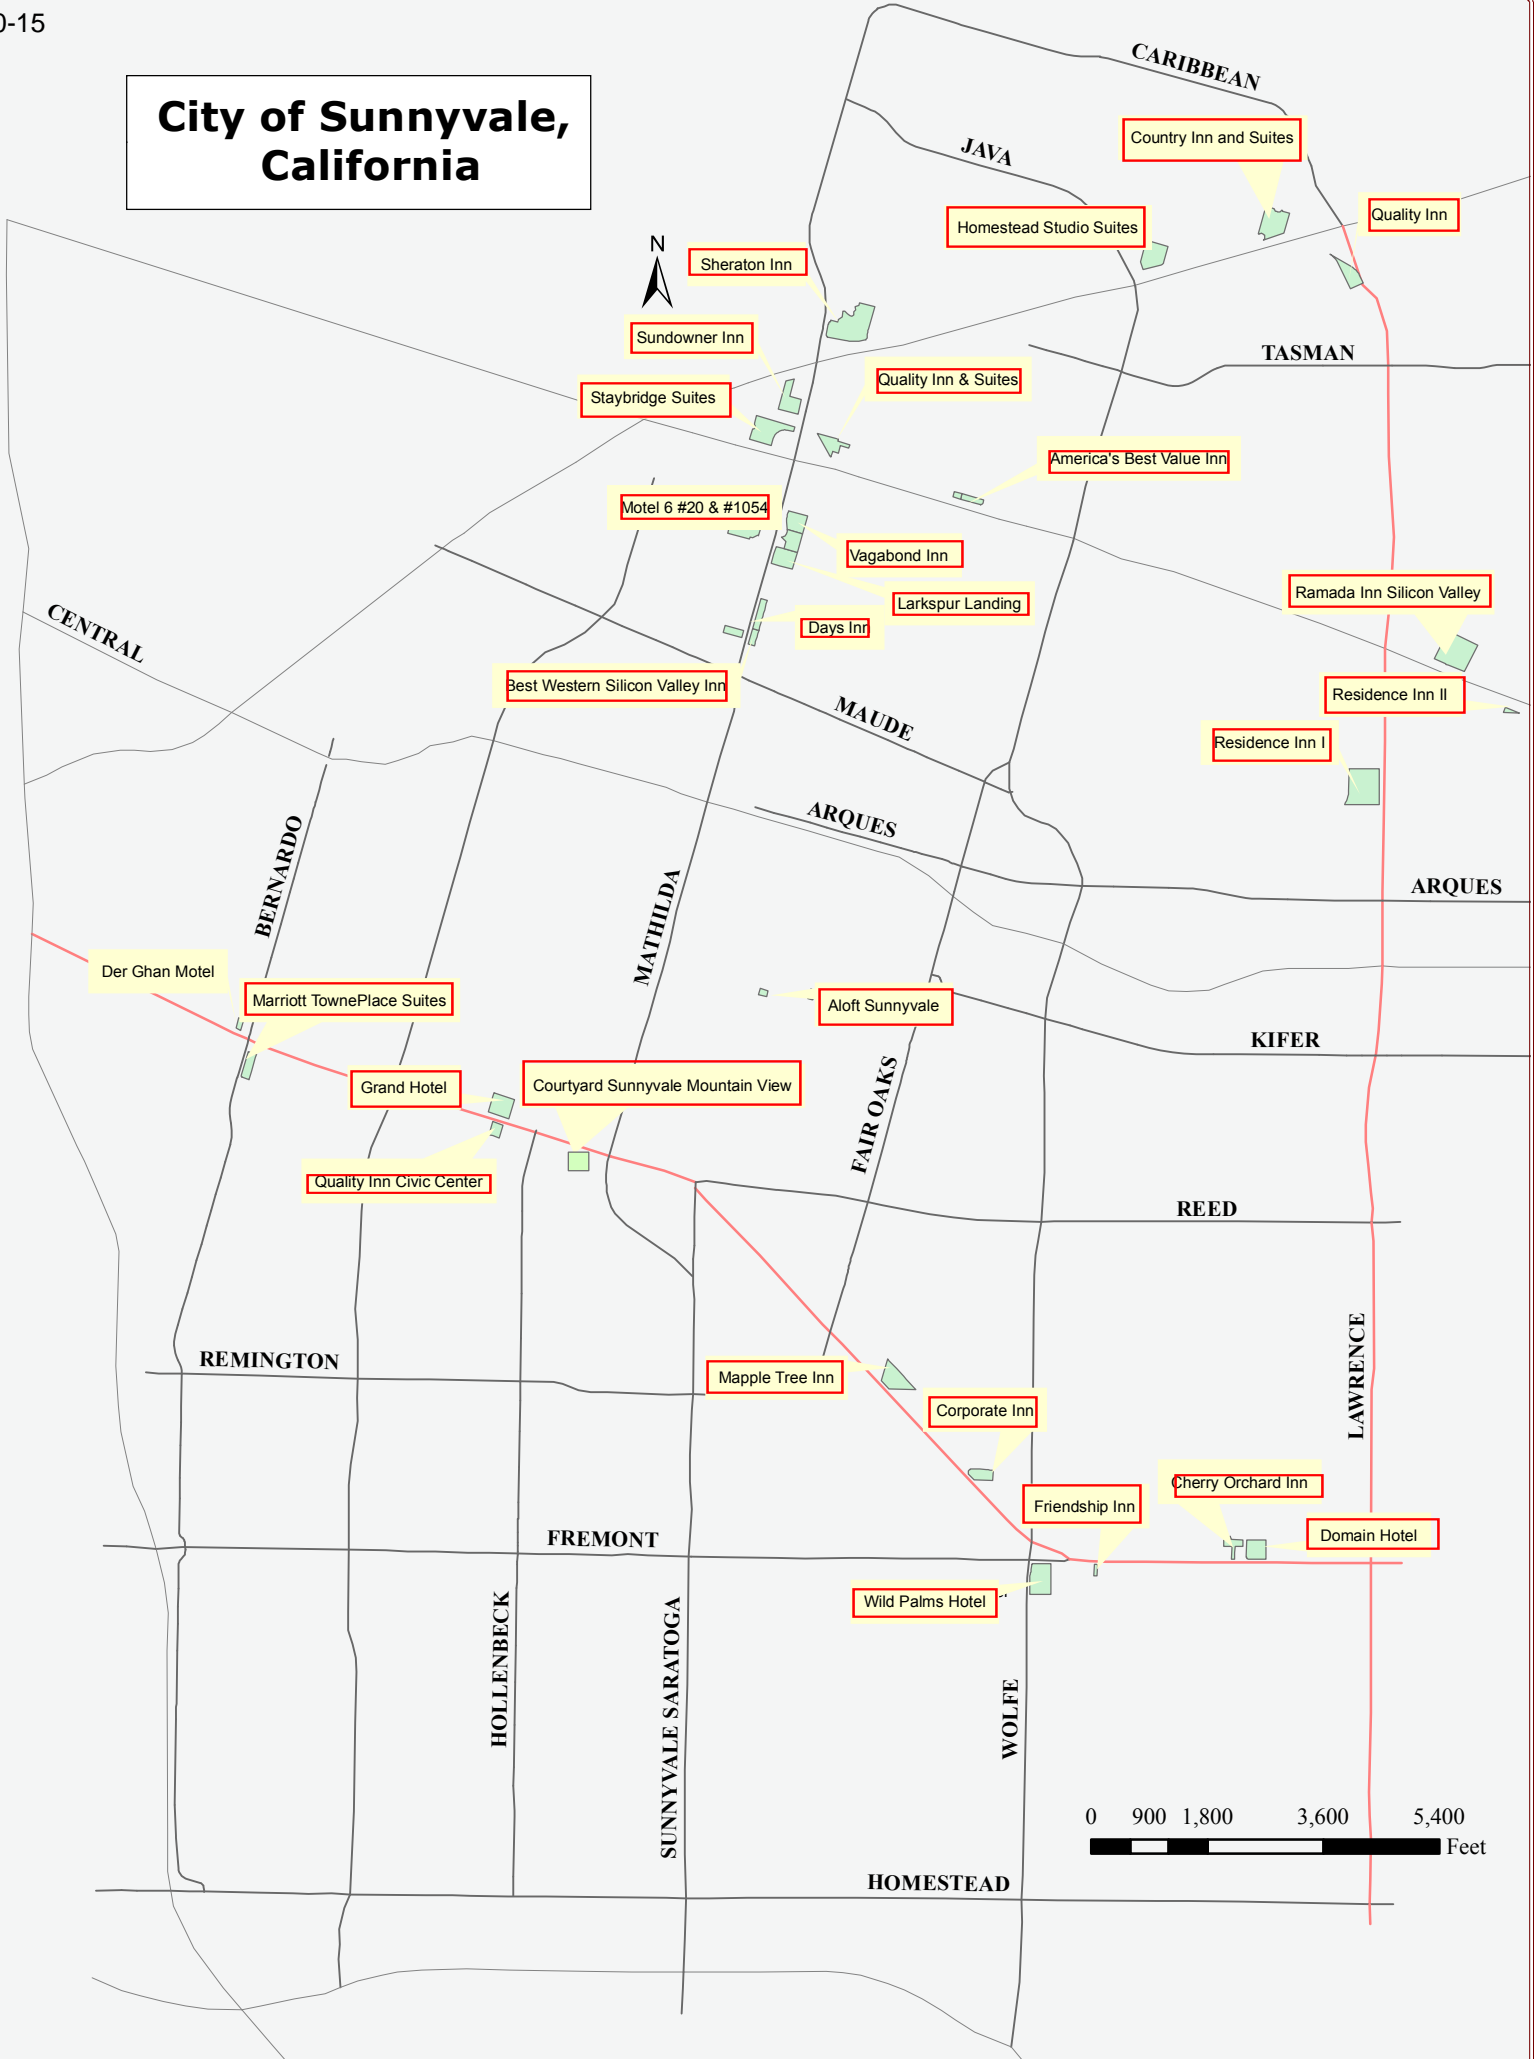 0-15
City of Sunnyvale,
California
CARIBBEAN
Country Inn and Suites
JAVA
Quality Inn
Homestead Studio Suites
N
Sheraton Inn
Sundowner Inn
TASMAN
Quality Inn & Suites
Staybridge Suites
America's Best Value Inn
Motel 6 #20 & #1054
Vagabond Inn
Ramada Inn Silicon Valley
Larkspur Landing
CENTRAL
Days Inn
Best Western Silicon Valley Inn
Residence Inn II
MAUDE
Residence Inn I
ARQUES
BERNARDO
ARQUES
MATHILDA
Der Ghan Motel
Marriott TownePlace Suites
Aloft Sunnyvale
KIFER
Grand Hotel
Courtyard Sunnyvale Mountain View
FAIR OAKS
Quality Inn Civic Center
REED
REMINGTON
LAWRENCE
Mapple Tree Inn
Corporate Inn
Cherry Orchard Inn
Friendship Inn
Domain Hotel
FREMONT
Wild Palms Hotel
HOLLENBECK
SUNNYVALE SARATOGA
WOLFE
0 900 1,800 3,600 5,400
Feet
HOMESTEAD